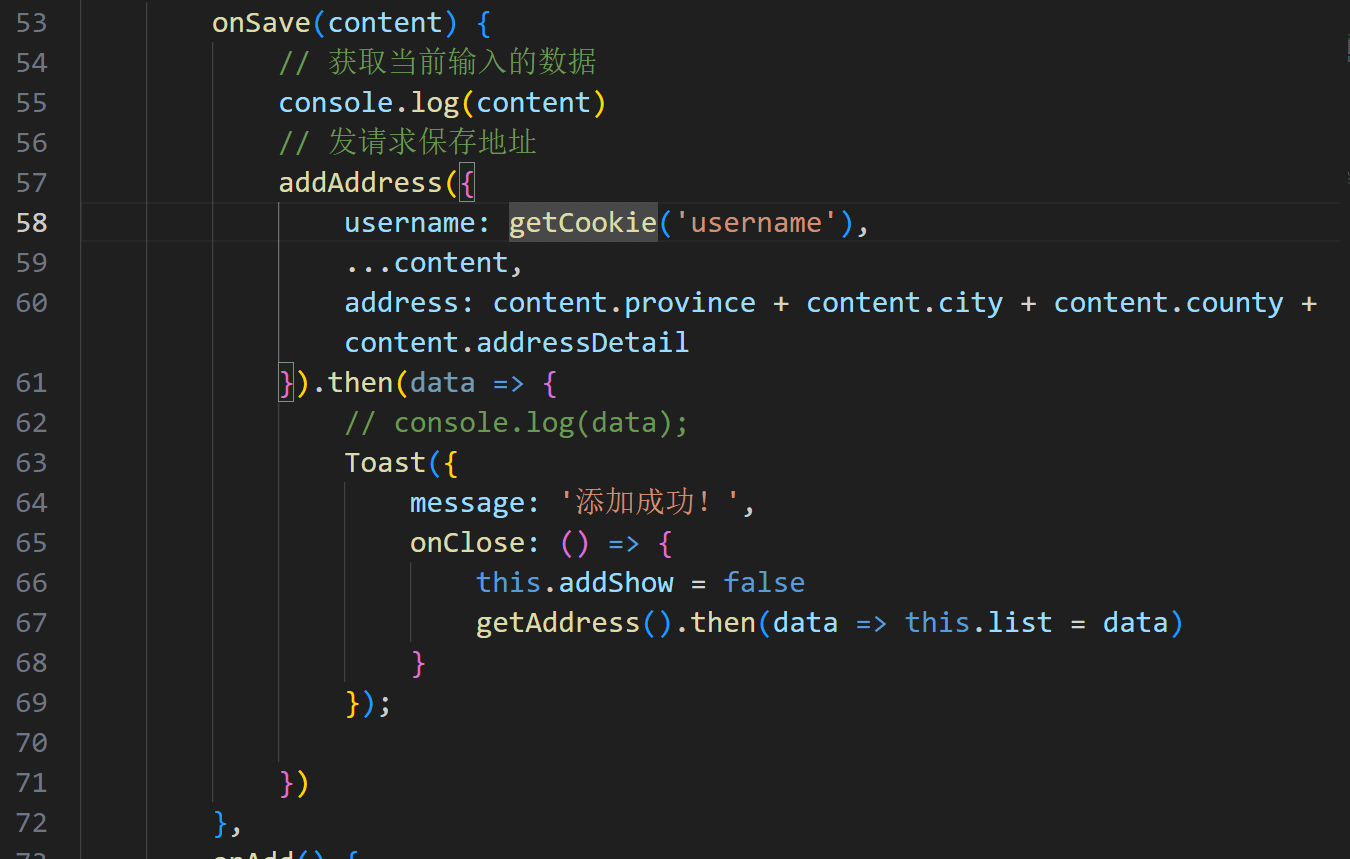 53 onSave(content) {
54 // 获取当前输入的数据
55 console.log(content)
56 // 发请求保存地址
57 addAddress({
58 username: getCookie('username'),
59 ...content,
60 address: content.province + content.city + content.county +
content.addressDetail
61 }).then(data => {
62 // console.log(data);
63 Toast({
64 message: '添加成功！',
65 onClose: () => {
66 this.addShow = false
67 getAddress().then(data => this.list = data)
68 }
69 });
70
71 })
72 },
73 onAdd() {